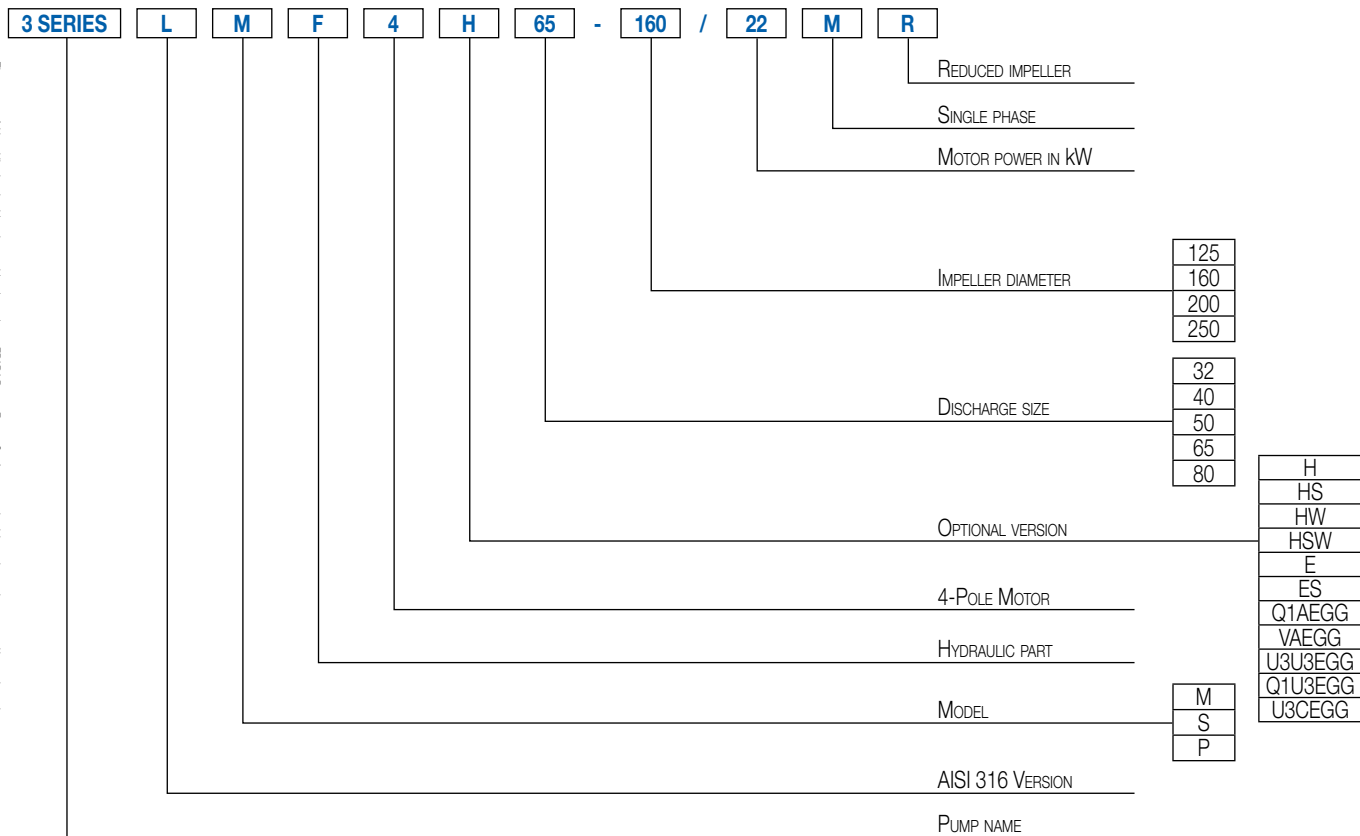 3 SERIES L M F 4 H 65 - 160 / 22 M R
REDUCED IMPELLER
SINGLE PHASE
MOTOR POWER IN kW
125
IMPELLER DIAMETER 160
200
250
32
40
DISCHARGE SIZE
50
65
80
H
HS
HW
OPTIONAL VERSION
HSW
E
ES
4-POLE MOTOR
Q1AEGG
VAEGG
HYDRAULIC PART
U3U3EGG
Q1U3EGG
M
MODEL U3CEGG
S
P
AISI 316 VERSION
PUMP NAME